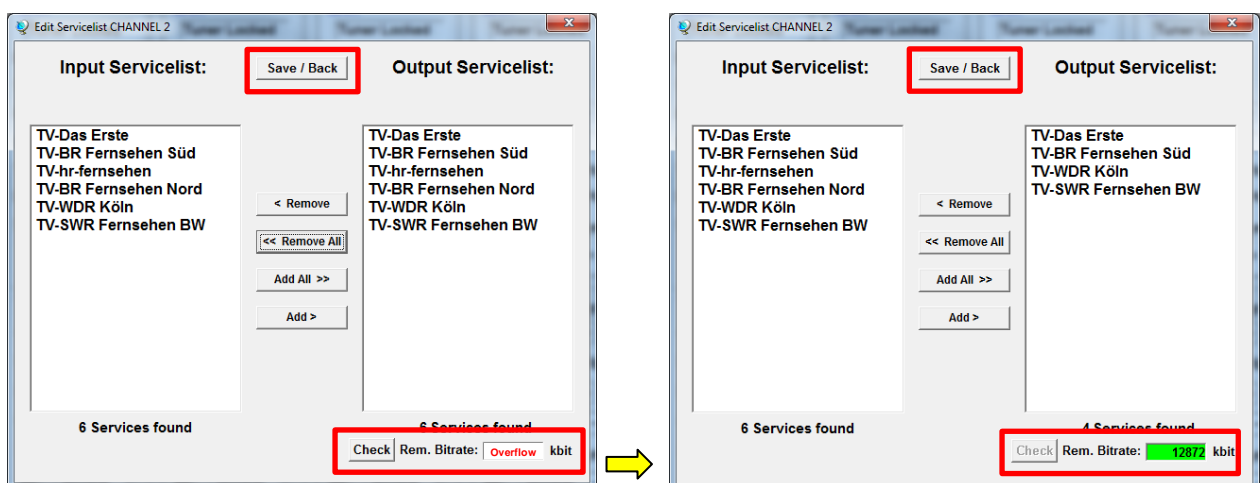 Edit Servicelist CHANNEL 2
Input Servicelist:
Save / Back
Output Servicelist:
TV-Das Erste
TV-BR Fernsehen Süd
TV-hr-fernsehen
TV-BR Fernsehen Nord
TV-WDR Köln
TV-SWR Fernsehen BW
< Remove
<< Remove All
Add All >>
Add >
TV-Das Erste
TV-BR Fernsehen Süd
TV-hr-fernsehen
TV-BR Fernsehen Nord
TV-WDR Köln
TV-SWR Fernsehen BW
6 Services found
6 Services found
Check Rem. Bitrate: Overflow kbit
Edit Servicelist CHANNEL 2
Input Servicelist:
Save / Back
Output Servicelist:
TV-Das Erste
TV-BR Fernsehen Süd
TV-hr-fernsehen
TV-BR Fernsehen Nord
TV-WDR Köln
TV-SWR Fernsehen BW
< Remove
<< Remove All
Add All >>
Add >
TV-Das Erste
TV-BR Fernsehen Süd
TV-WDR Köln
TV-SWR Fernsehen BW
6 Services found
4 Services found
Check Rem. Bitrate: 12872 kbit